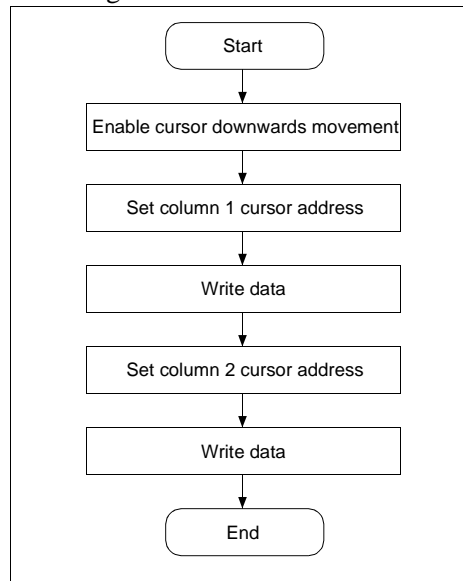 Start
Enable cursor downwards movement
Set column 1 cursor address
Write data
Set column 2 cursor address
Write data
End